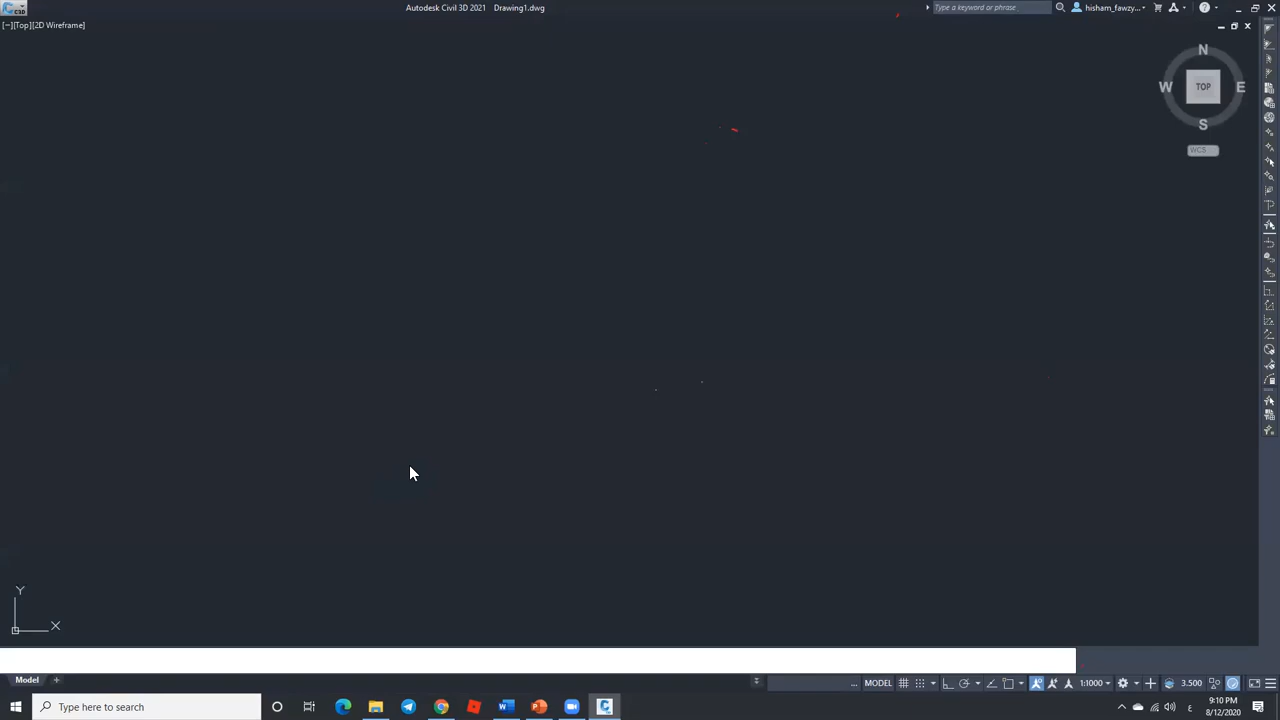 Autodesk Civil 3D 2021 Drawing1.dwg
Type a keyword or phrase
hisham_fawzy...
[−][Top][2D Wireframe]
N
W TOP E
S
WCS
Y
X
Model
... MODEL 1:1000 3.500
Type here to search
ع
9:10 PM
8/12/2020